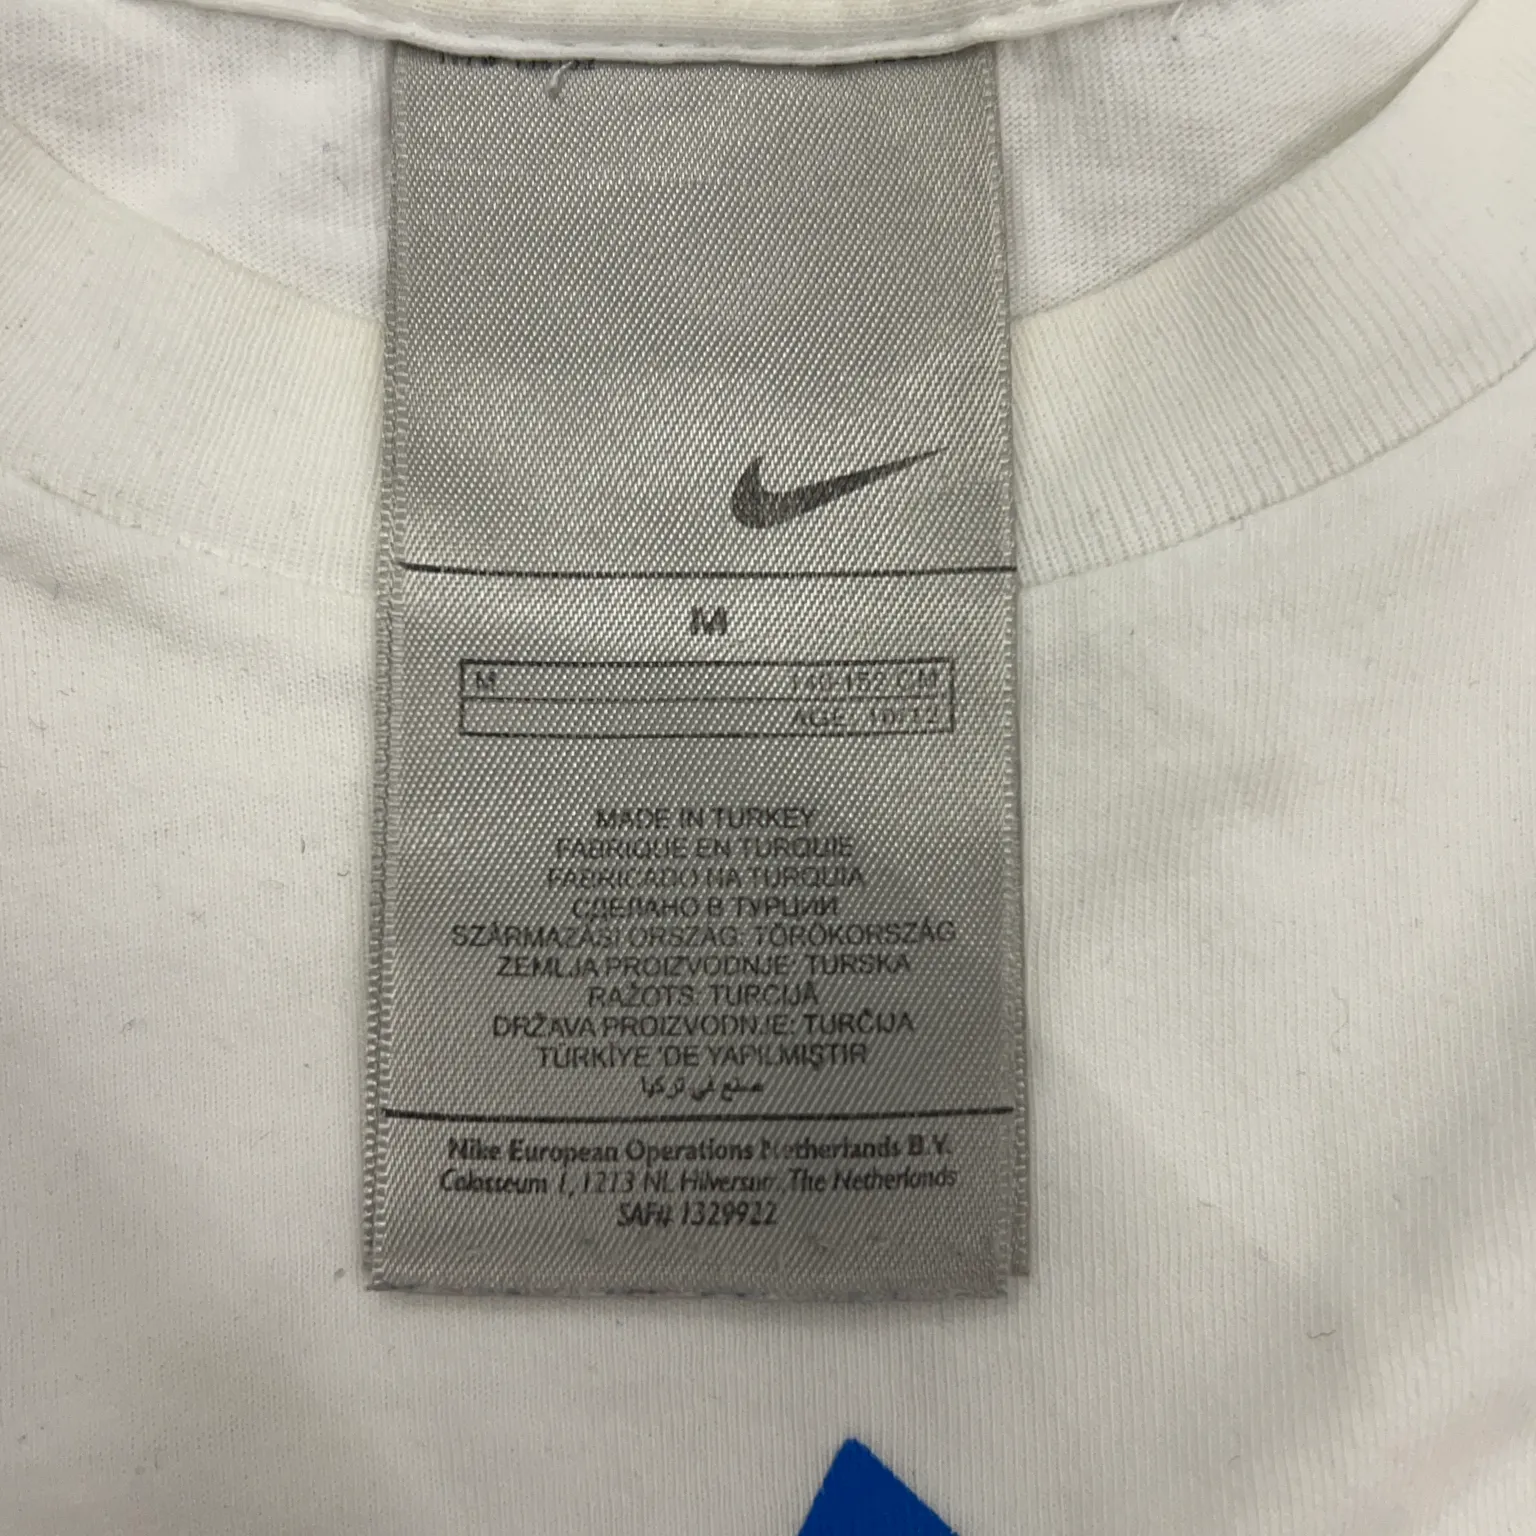 M
M 140-152 CM
AGE: 10/12
MADE IN TURKEY
FABRIQUE EN TURQUIE
FABRICADO NA TURQUIA
СДЕЛАНО В ТУРЦИИ
SZÁRMAZÁSI ORSZÁG: TÖRÖKORSZÁG
ZEMLJA PROIZVODNJE: TURSKA
RAŽOTS: TURCIJĀ
DRŽAVA PROIZVODNJE: TURČIJA
TÜRKİYE 'DE YAPILMIŞTIR
صنع في تركيا
Nike European Operations Netherlands B.V.
Colosseum 1, 1213 NL Hilversum, The Netherlands
SAF# 1329922